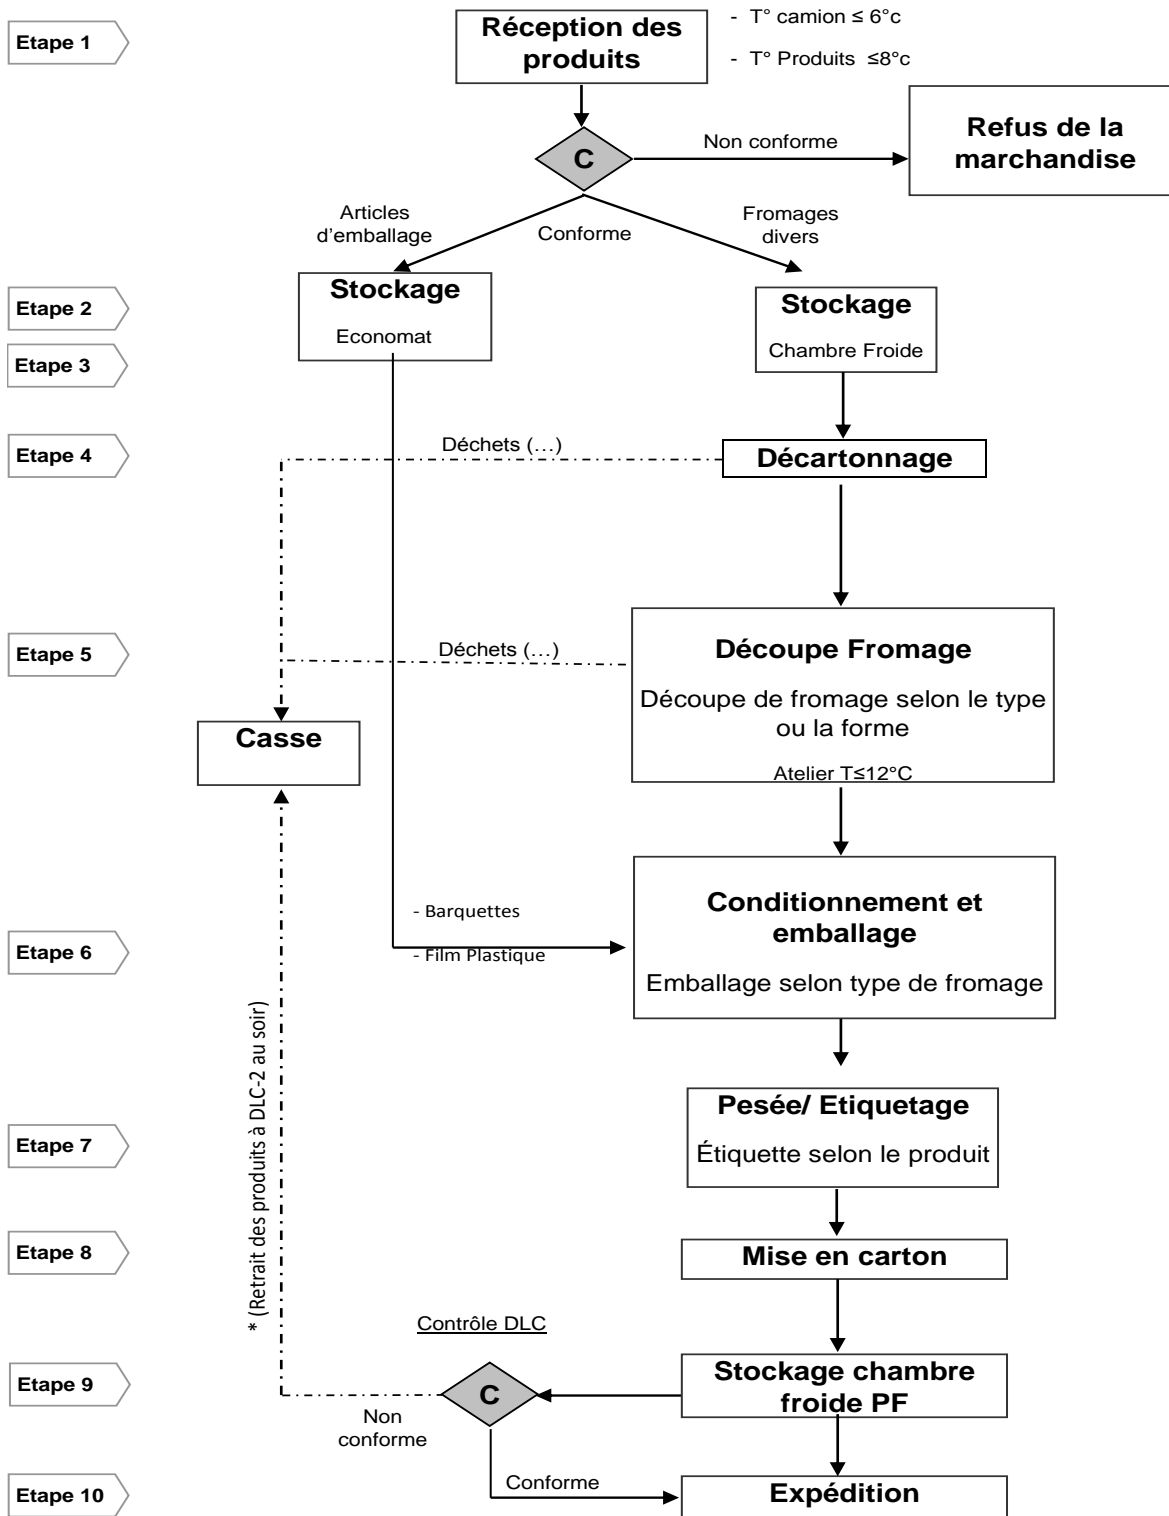 Etape 1
Réception des
produits
- T° camion ≤ 6°c
- T° Produits ≤8°c
C
Non conforme
Refus de la
marchandise
Articles
d'emballage
Conforme
Fromages
divers
Etape 2
Stockage
Economat
Stockage
Chambre Froide
Etape 3
Etape 4
Déchets (…)
Décartonnage
Etape 5
Déchets (…)
Découpe Fromage
Découpe de fromage selon le type
ou la forme
Atelier T≤12°C
Casse
Conditionnement et
emballage
Emballage selon type de fromage
- Barquettes
- Film Plastique
Etape 6
* (Retrait des produits à DLC-2 au soir)
Pesée/ Etiquetage
Étiquette selon le produit
Etape 7
Etape 8
Mise en carton
Contrôle DLC
Etape 9
C
Stockage chambre
froide PF
Non
conforme
Conforme
Etape 10
Expédition